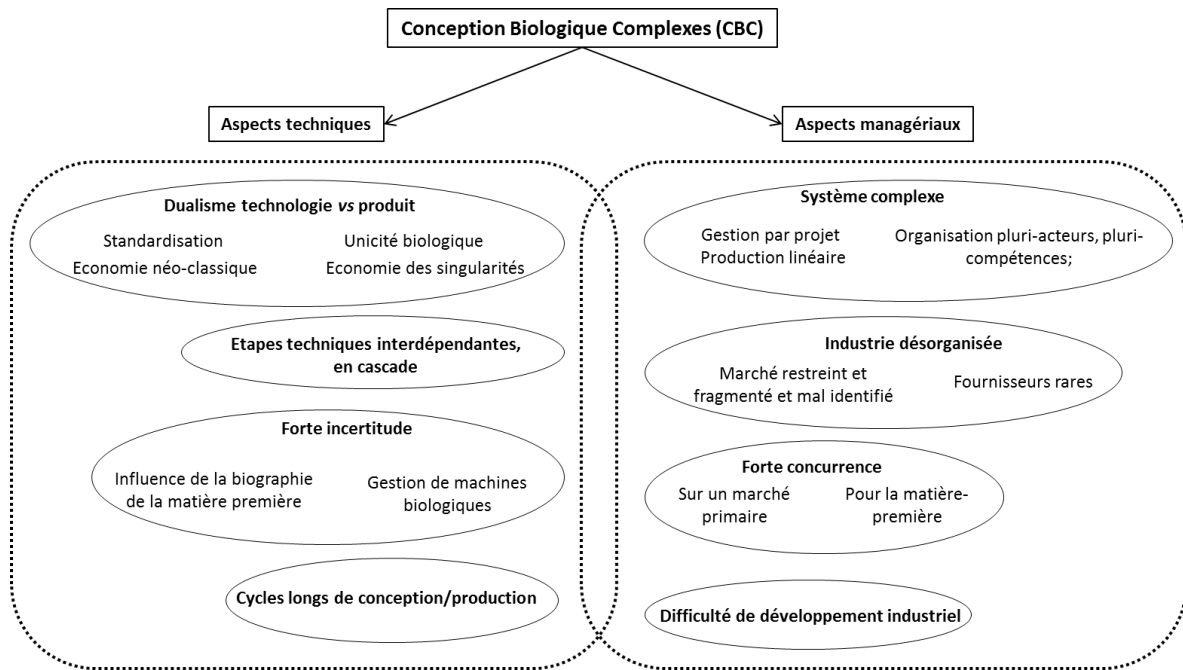 Conception Biologique Complexes (CBC)
Aspects techniques
Aspects managériaux
Dualisme technologie vs produit
Standardisation
Economie néo-classique
Unicité biologique
Economie des singularités
Etapes techniques interdépendantes,
en cascade
Forte incertitude
Influence de la biographie
de la matière première
Gestion de machines
biologiques
Cycles longs de conception/production
Système complexe
Gestion par projet
Production linéaire
Organisation pluri-acteurs, pluri-
compétences;
Industrie désorganisée
Marché restreint et
fragmenté et mal identifié
Fournisseurs rares
Forte concurrence
Sur un marché
primaire
Pour la matière-
première
Difficulté de développement industriel